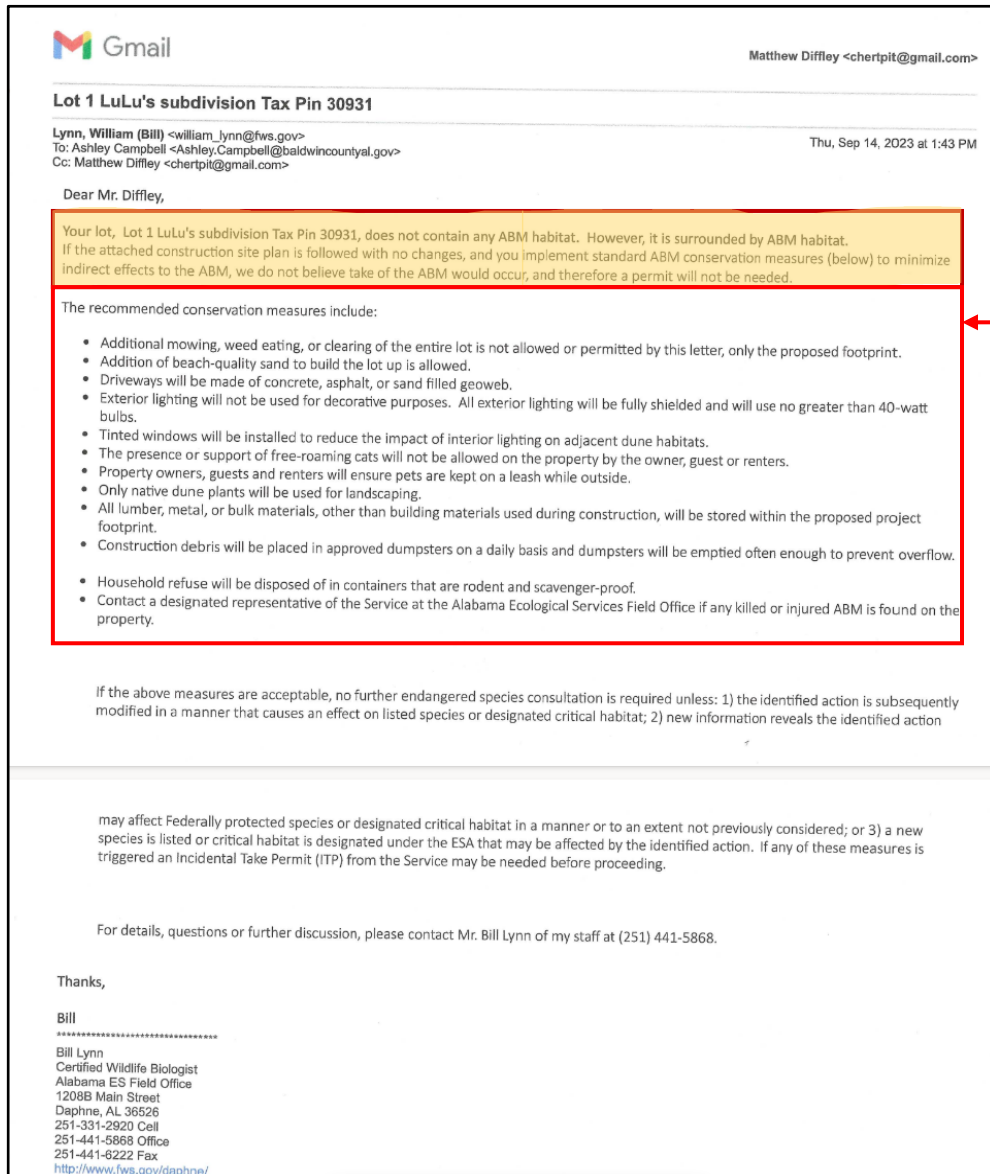 Gmail
Matthew Diffley <chertpit@gmail.com>
Lot 1 LuLu's subdivision Tax Pin 30931
Lynn, William (Bill) <william_lynn@fws.gov>
To: Ashley Campbell <Ashley.Campbell@baldwincountyal.gov>
Cc: Matthew Diffley <chertpit@gmail.com>
Thu, Sep 14, 2023 at 1:43 PM
Dear Mr. Diffley,
Your lot, Lot 1 LuLu's subdivision Tax Pin 30931, does not contain any ABM habitat. However, it is surrounded by ABM habitat.
If the attached construction site plan is followed with no changes, and you implement standard ABM conservation measures (below) to minimize
indirect effects to the ABM, we do not believe take of the ABM would occur, and therefore a permit will not be needed.
The recommended conservation measures include:
• Additional mowing, weed eating, or clearing of the entire lot is not allowed or permitted by this letter, only the proposed footprint.
• Addition of beach-quality sand to build the lot up is allowed.
• Driveways will be made of concrete, asphalt, or sand filled geoweb.
• Exterior lighting will not be used for decorative purposes. All exterior lighting will be fully shielded and will use no greater than 40-watt
bulbs.
• Tinted windows will be installed to reduce the impact of interior lighting on adjacent dune habitats.
• The presence or support of free-roaming cats will not be allowed on the property by the owner, guest or renters.
• Property owners, guests and renters will ensure pets are kept on a leash while outside.
• Only native dune plants will be used for landscaping.
• All lumber, metal, or bulk materials, other than building materials used during construction, will be stored within the proposed project
footprint.
• Construction debris will be placed in approved dumpsters on a daily basis and dumpsters will be emptied often enough to prevent overflow.
• Household refuse will be disposed of in containers that are rodent and scavenger-proof.
• Contact a designated representative of the Service at the Alabama Ecological Services Field Office if any killed or injured ABM is found on the
property.
If the above measures are acceptable, no further endangered species consultation is required unless: 1) the identified action is subsequently
modified in a manner that causes an effect on listed species or designated critical habitat; 2) new information reveals the identified action
may affect Federally protected species or designated critical habitat in a manner or to an extent not previously considered; or 3) a new
species is listed or critical habitat is designated under the ESA that may be affected by the identified action. If any of these measures is
triggered an Incidental Take Permit (ITP) from the Service may be needed before proceeding.
For details, questions or further discussion, please contact Mr. Bill Lynn of my staff at (251) 441-5868.
Thanks,
Bill
*********************************
Bill Lynn
Certified Wildlife Biologist
Alabama ES Field Office
1208B Main Street
Daphne, AL 36526
251-331-2920 Cell
251-441-5868 Office
251-441-6222 Fax
http://www.fws.gov/daphne/